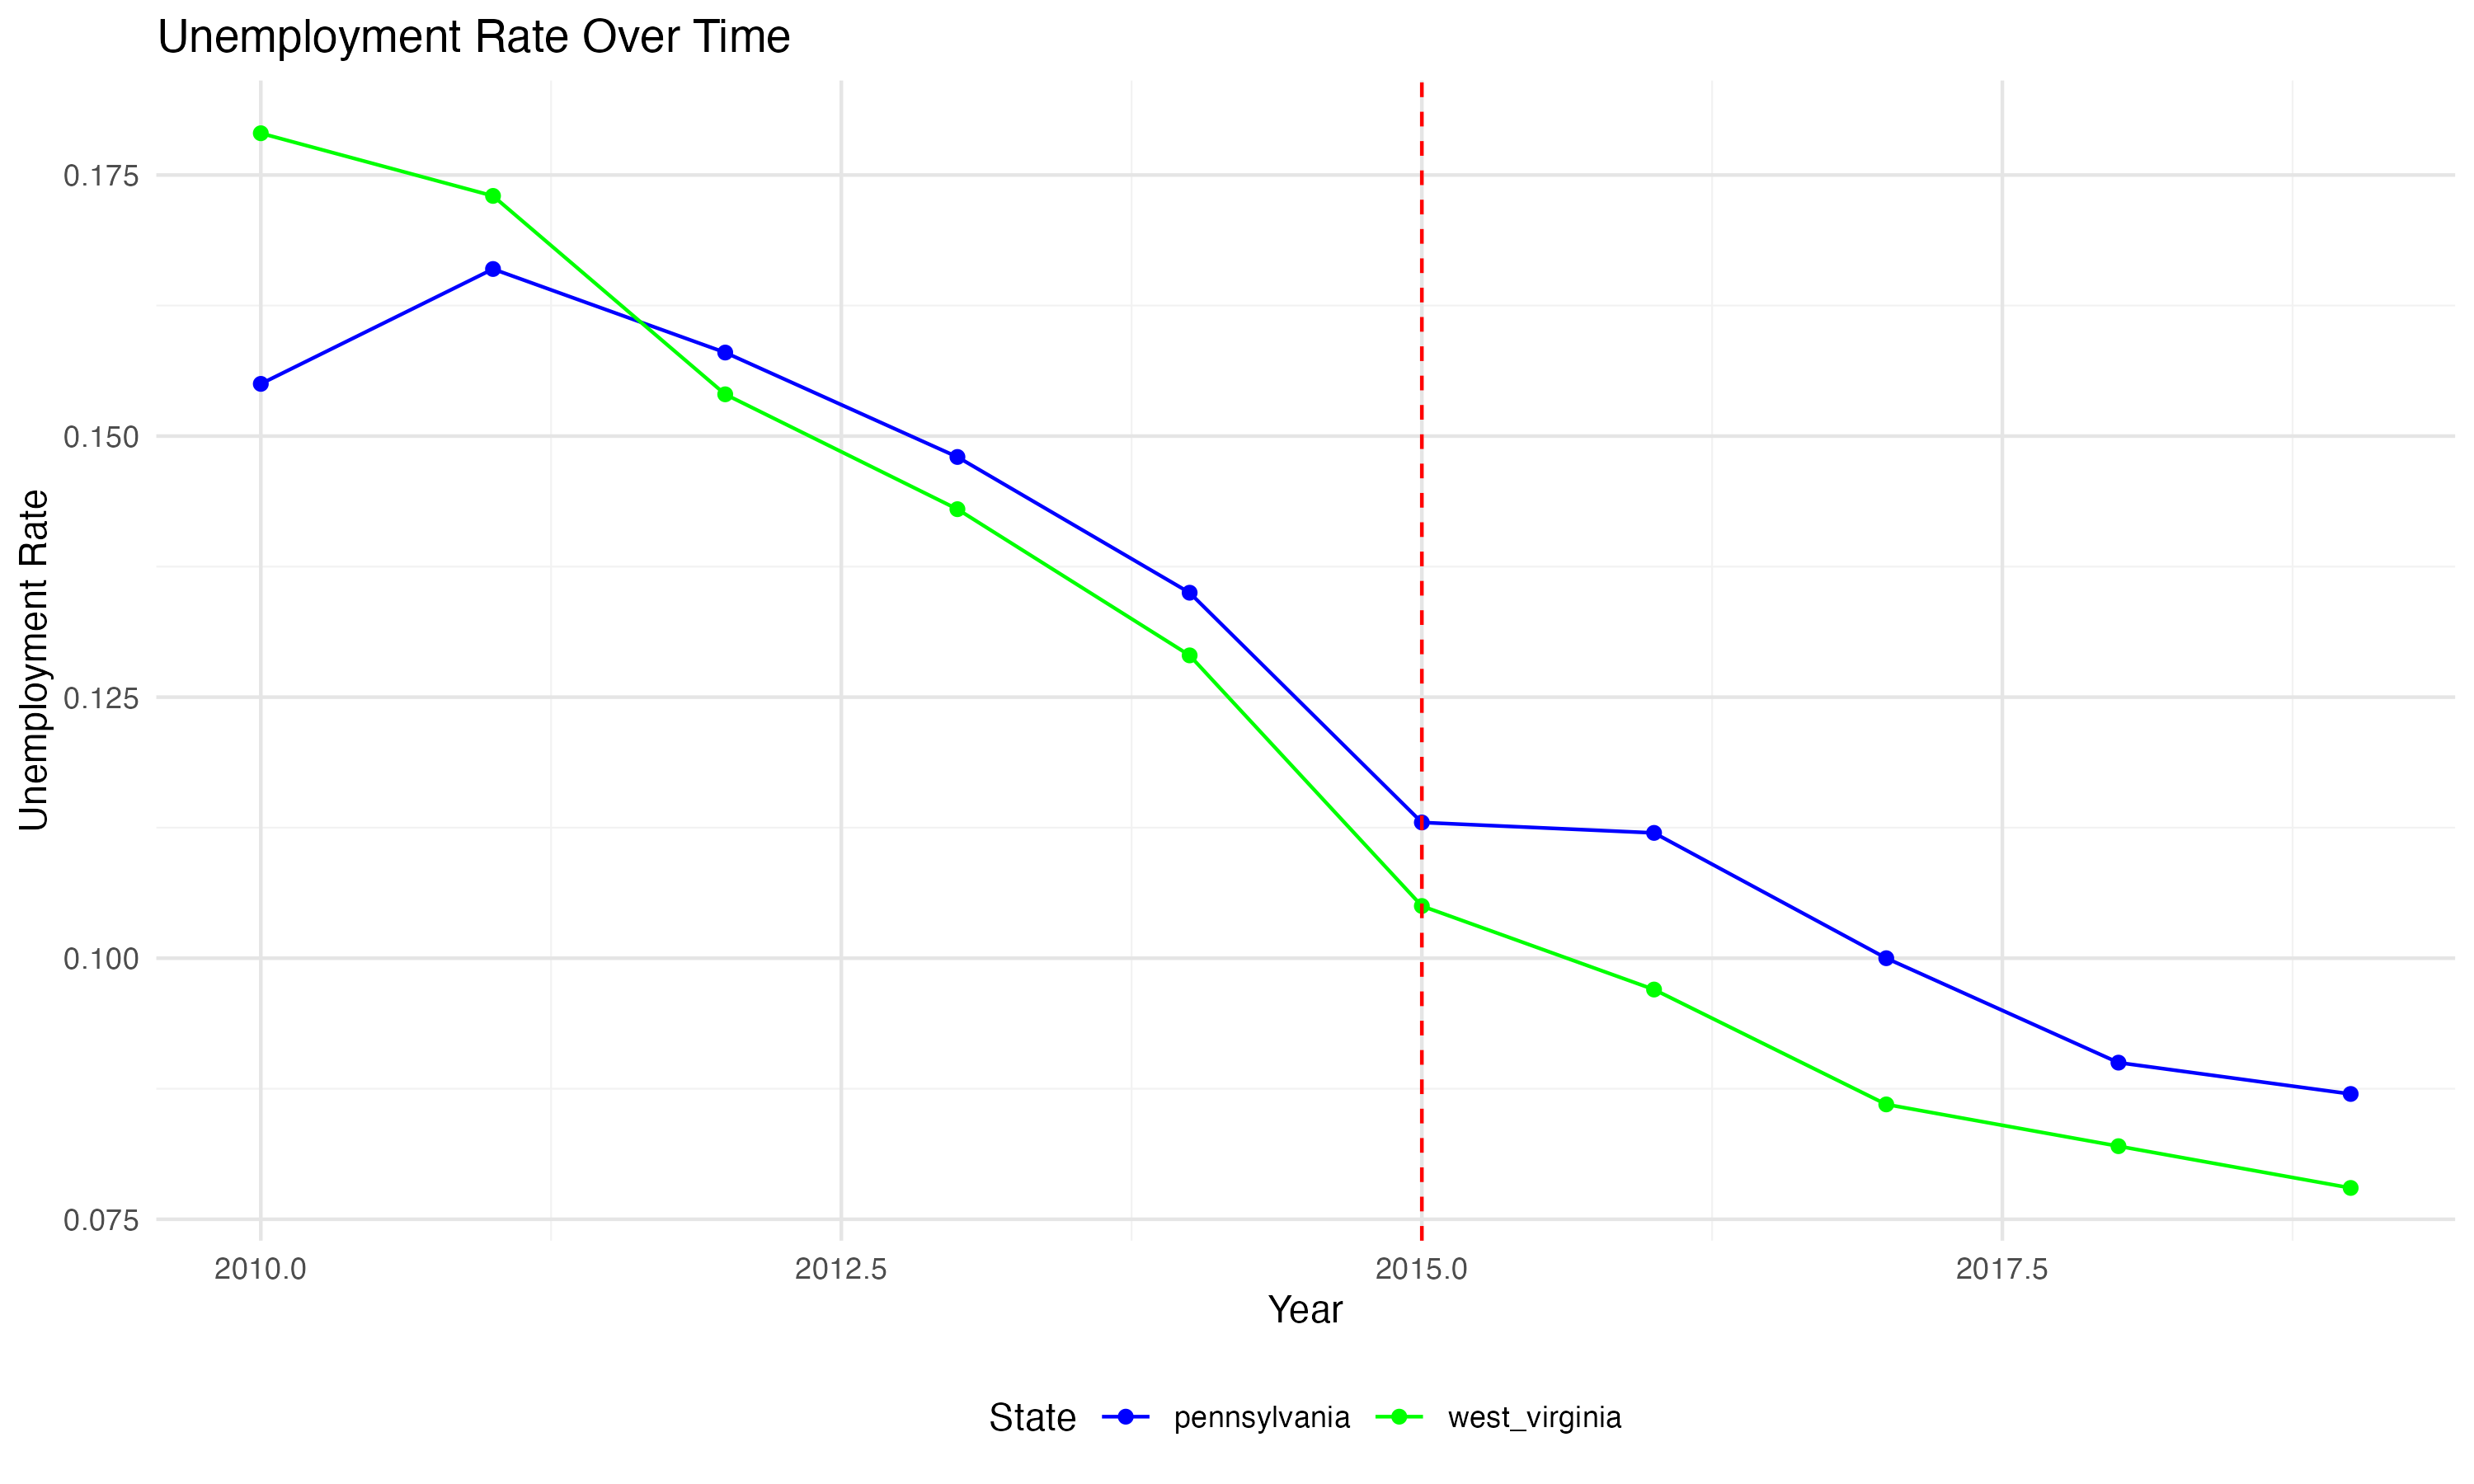 Unemployment Rate Over Time
Unemployment Rate
0.175
0.150
0.125
0.100
0.075
2010.0 2012.5 2015.0 2017.5
Year
State pennsylvania west_virginia